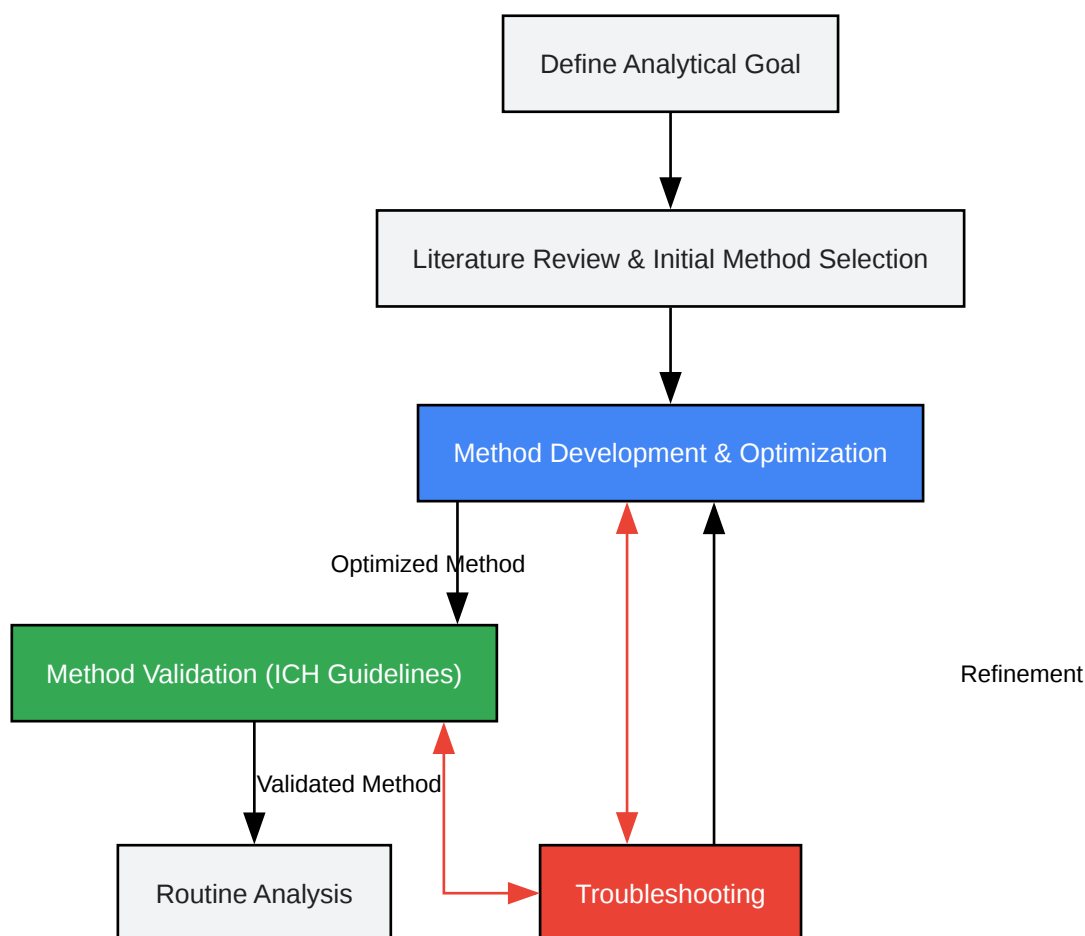 Define Analytical Goal
Literature Review & Initial Method Selection
Method Development & Optimization
Optimized Method
Method Validation (ICH Guidelines)
Refinement
Validated Method
Routine Analysis
Troubleshooting